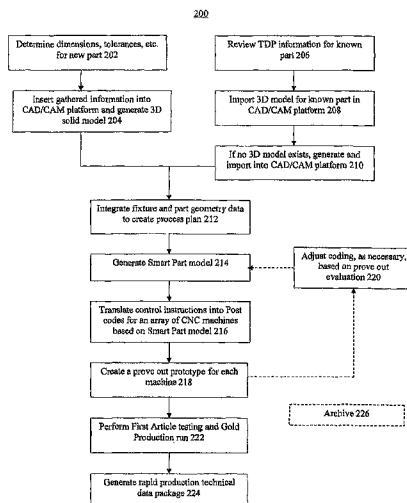 200
Determine dimensions, tolerances, etc.
for new part 202
Insert gathered information into
CAD/CAM platform and generate 3D
solid model 204
Review TDP information for known
part 206
Import 3D model for known part in
CAD/CAM platform 208
If no 3D model exists, generate and
import into CAD/CAM platform 210
Integrate fixture and part geometry data
to create process plan 212
Generate Smart Part model 214
Adjust coding, as necessary,
based on prove out
evaluation 220
Translate control instructions into Post
codes for an array of CNC machines
based on Smart Part model 216
Create a prove out prototype for each
machine 218
Archive 226
Perform First Article testing and Gold
Production run 222
Generate rapid production technical
data package 224